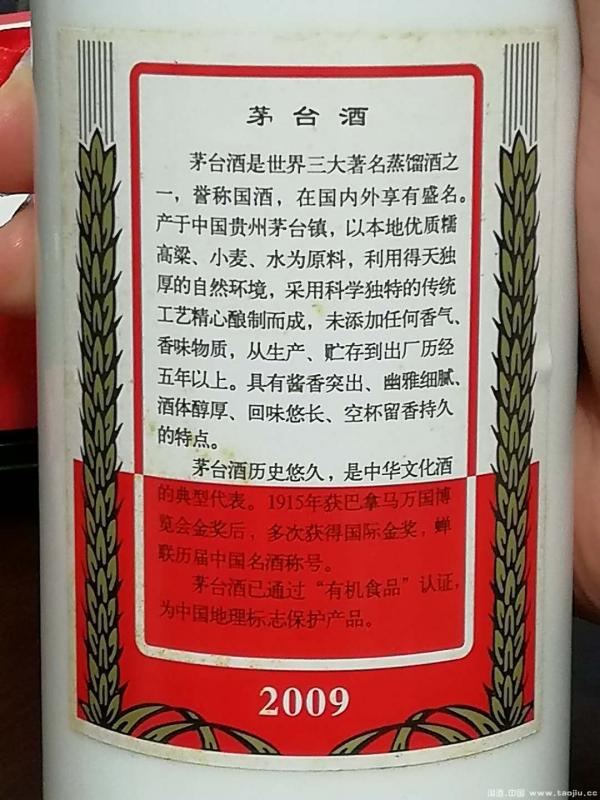 茅台酒
茅台酒是世界三大著名蒸馏酒之
一，誉称国酒，在国内外享有盛名。
产于中国贵州茅台镇，以本地优质糯
高粱、小麦、水为原料，利用得天独
厚的自然环境，采用科学独特的传统
工艺精心酿制而成，未添加任何香气、
香味物质，从生产、贮存到出厂历经
五年以上。具有酱香突出、幽雅细腻、
酒体醇厚、回味悠长、空杯留香持久
的特点。
茅台酒历史悠久，是中华文化酒
的典型代表。1915年获巴拿马万国博
览会金奖后，多次获得国际金奖，蝉
联历届中国名酒称号。
茅台酒已通过“有机食品”认证，
为中国地理标志保护产品。
2009
淘酒.中国 www.taojiu.cc